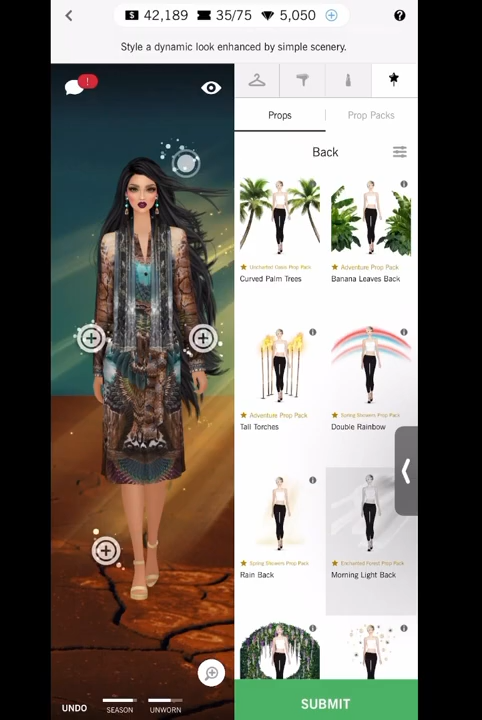 42,189 35/75 5,050
Style a dynamic look enhanced by simple scenery.
Props Prop Packs
Back
Uncharted Oasis Prop Pack
Curved Palm Trees
Adventure Prop Pack
Banana Leaves Back
Adventure Prop Pack
Tall Torches
Spring Showers Prop Pack
Double Rainbow
Spring Showers Prop Pack
Rain Back
Enchanted Forest Prop Pack
Morning Light Back
UNDO SEASON UNWORN
SUBMIT